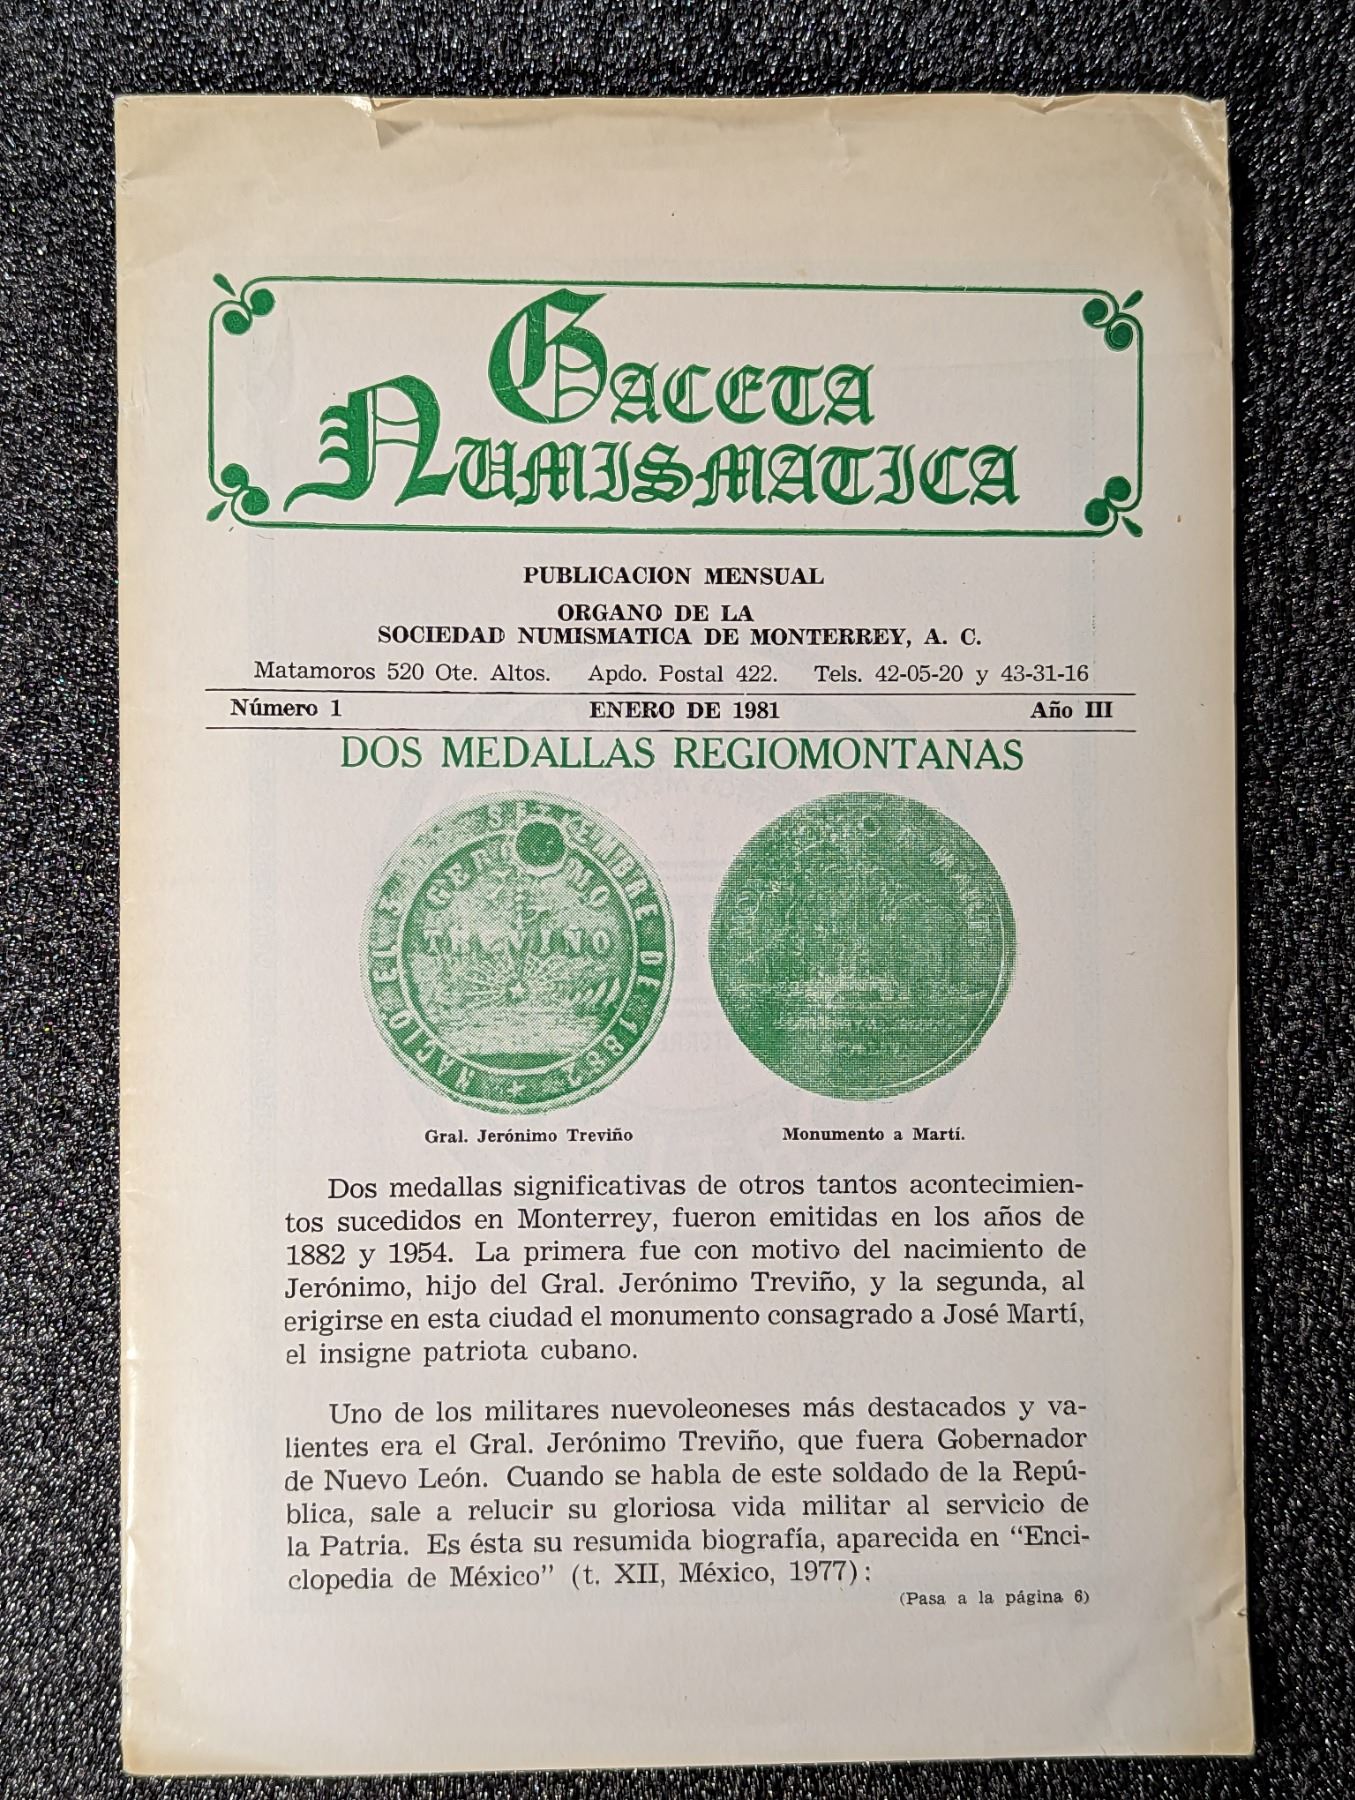 GACETA
NUMISMATICA
PUBLICACION MENSUAL
ORGANO DE LA
SOCIEDAD NUMISMATICA DE MONTERREY, A. C.
Matamoros 520 Ote. Altos. Apdo. Postal 422. Tels. 42-05-20 y 43-31-16
Número 1 ENERO DE 1981 Año III
DOS MEDALLAS REGIOMONTANAS
NACIO EL DE 1882
TREVINO
Gral. Jerónimo Treviño
Monumento a Martí.
Dos medallas significativas de otros tantos acontecimien-
tos sucedidos en Monterrey, fueron emitidas en los años de
1882 y 1954. La primera fue con motivo del nacimiento de
Jerónimo, hijo del Gral. Jerónimo Treviño, y la segunda, al
erigirse en esta ciudad el monumento consagrado a José Martí,
el insigne patriota cubano.
Uno de los militares nuevoleoneses más destacados y va-
lientes era el Gral. Jerónimo Treviño, que fuera Gobernador
de Nuevo León. Cuando se habla de este soldado de la Repú-
blica, sale a relucir su gloriosa vida militar al servicio de
la Patria. Es ésta su resumida biografía, aparecida en “Enci-
clopedia de México” (t. XII, México, 1977):
(Pasa a la página 6)